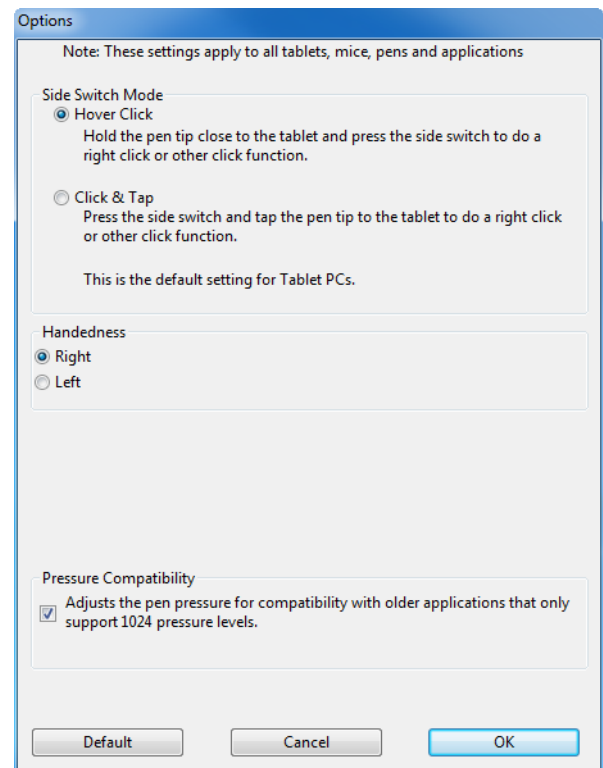 Options
Note: These settings apply to all tablets, mice, pens and applications
Side Switch Mode
Hover Click
Hold the pen tip close to the tablet and press the side switch to do a
right click or other click function.
Click & Tap
Press the side switch and tap the pen tip to the tablet to do a right click
or other click function.
This is the default setting for Tablet PCs.
Handedness
Right
Left
Pressure Compatibility
Adjusts the pen pressure for compatibility with older applications that only
support 1024 pressure levels.
Default
Cancel
OK